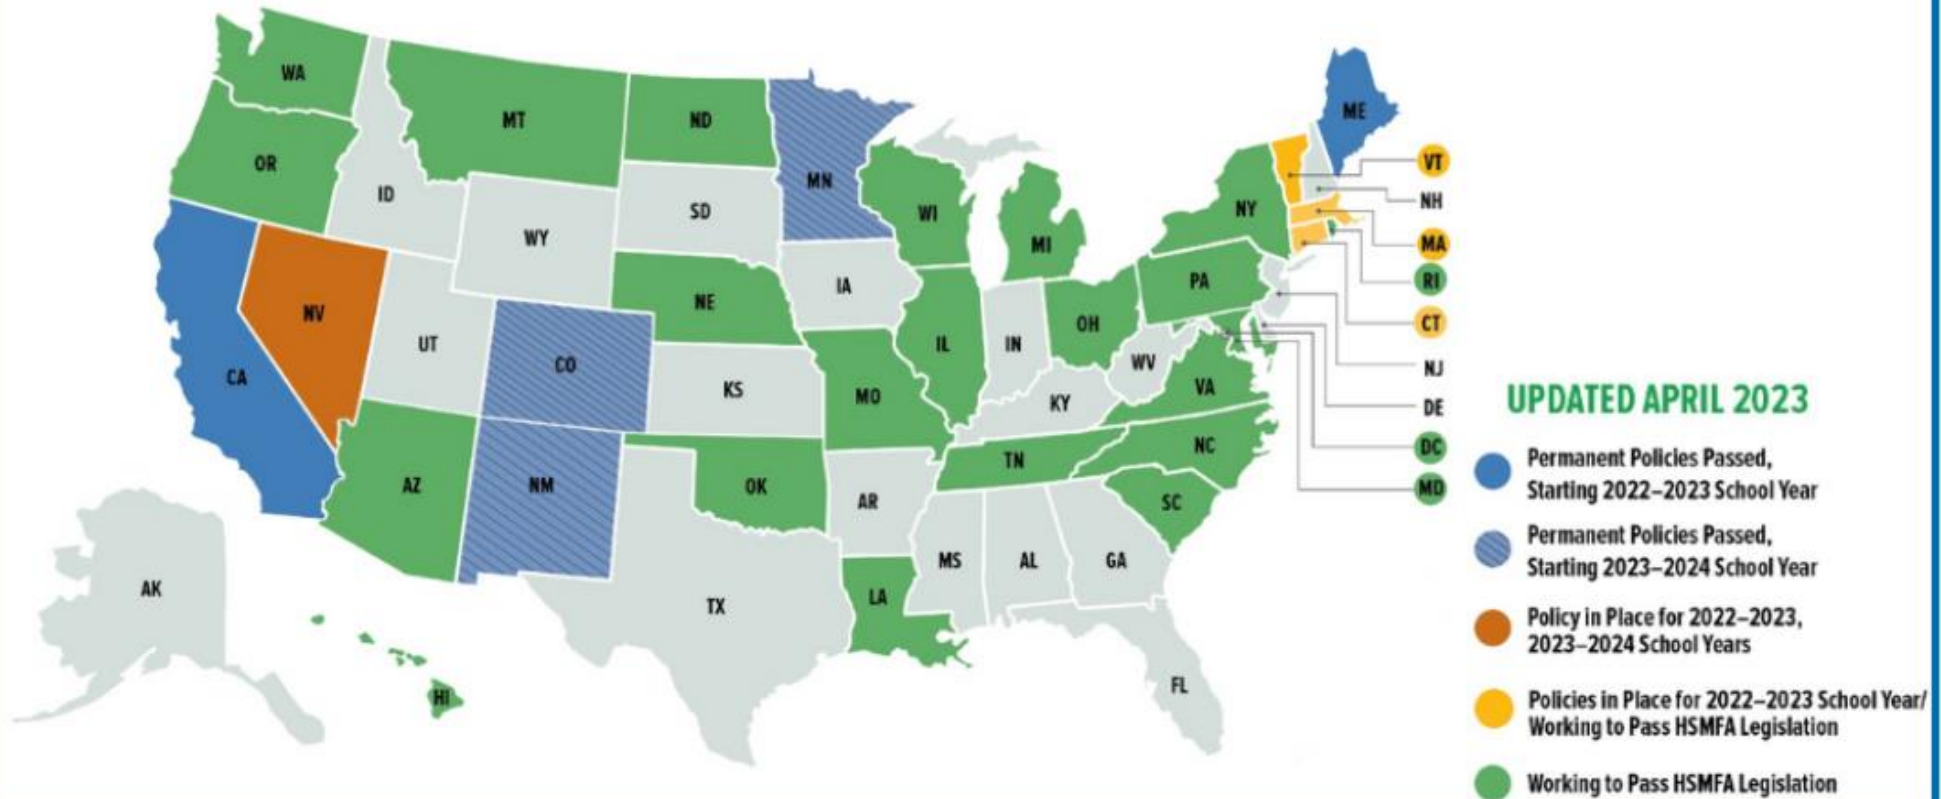 WA
MT
ND
ME
OR
MN
VT
ID
SD
WI
NY
NH
WY
MI
MA
PA
RI
IA
NE
NV
OH
CT
UT
IL
IN
CO
WV
NJ
CA
KS
MO
KY
VA
DE
UPDATED APRIL 2023
NC
DC
TN
Permanent Policies Passed,
Starting 2022–2023 School Year
AZ
NM
OK
MD
AR
SC
Permanent Policies Passed,
Starting 2023–2024 School Year
MS
AL
GA
AK
LA
TX
Policy in Place for 2022–2023,
2023–2024 School Years
FL
HI
Policies in Place for 2022–2023 School Year/
Working to Pass HSMFA Legislation
Working to Pass HSMFA Legislation